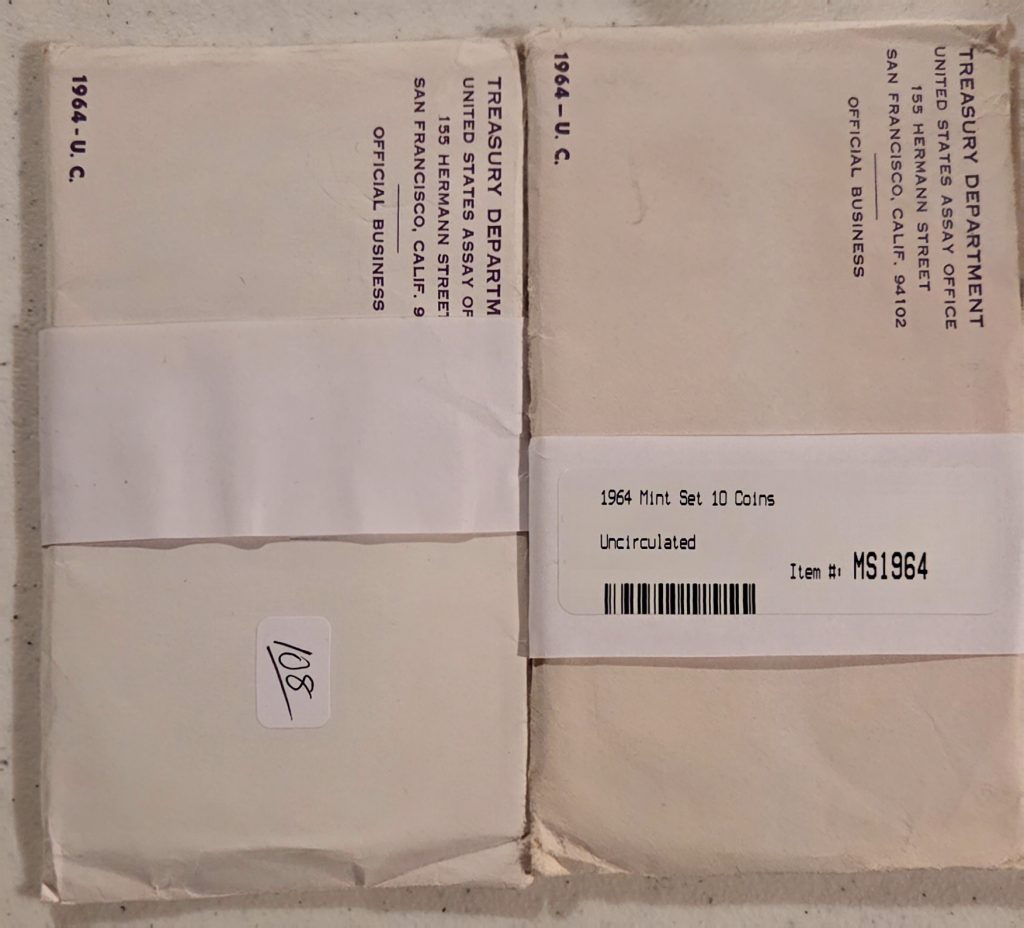 TREASURY DEPARTM
UNITED STATES ASSAY OF
155 HERMANN STREET
SAN FRANCISCO, CALIF. 9
OFFICIAL BUSINESS
1964-U. C.
108
TREASURY DEPARTMENT
UNITED STATES ASSAY OFFICE
155 HERMANN STREET
SAN FRANCISCO, CALIF. 94102
OFFICIAL BUSINESS
1964-U. C.
1964 Mint Set 10 Coins
Uncirculated
Item #: MS1964